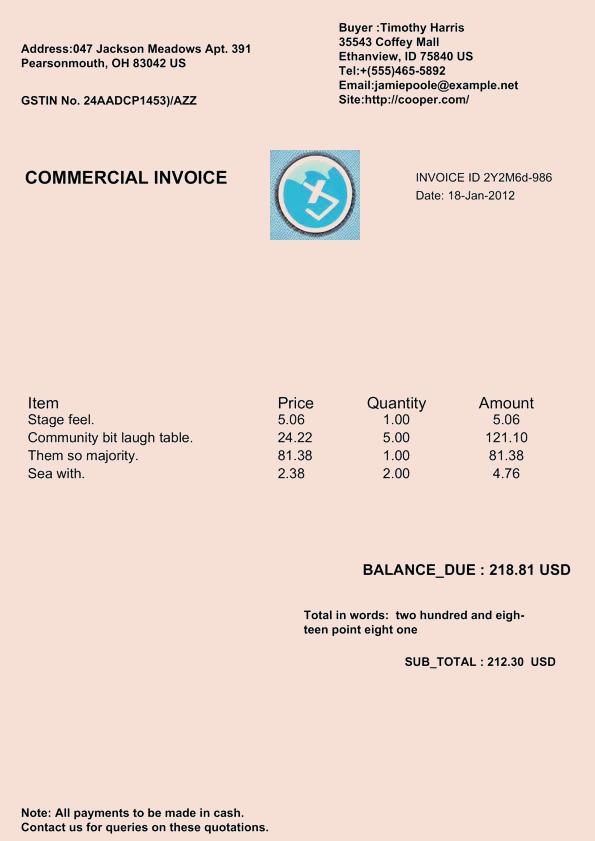 Address:047 Jackson Meadows Apt. 391
Pearsonmouth, OH 83042 US
GSTIN No. 24AADCP1453)/AZZ
Buyer :Timothy Harris
35543 Coffey Mall
Ethanview, ID 75840 US
Tel:+(555)465-5892
Email:jamiepoole@example.net
Site:http://cooper.com/
COMMERCIAL INVOICE
INVOICE ID 2Y2M6d-986
Date: 18-Jan-2012
Item Price Quantity Amount
Stage feel. 5.06 1.00 5.06
Community bit laugh table. 24.22 5.00 121.10
Them so majority. 81.38 1.00 81.38
Sea with. 2.38 2.00 4.76
BALANCE_DUE : 218.81 USD
Total in words:  two hundred and eigh-
teen point eight one
SUB_TOTAL : 212.30  USD
Note: All payments to be made in cash.
Contact us for queries on these quotations.